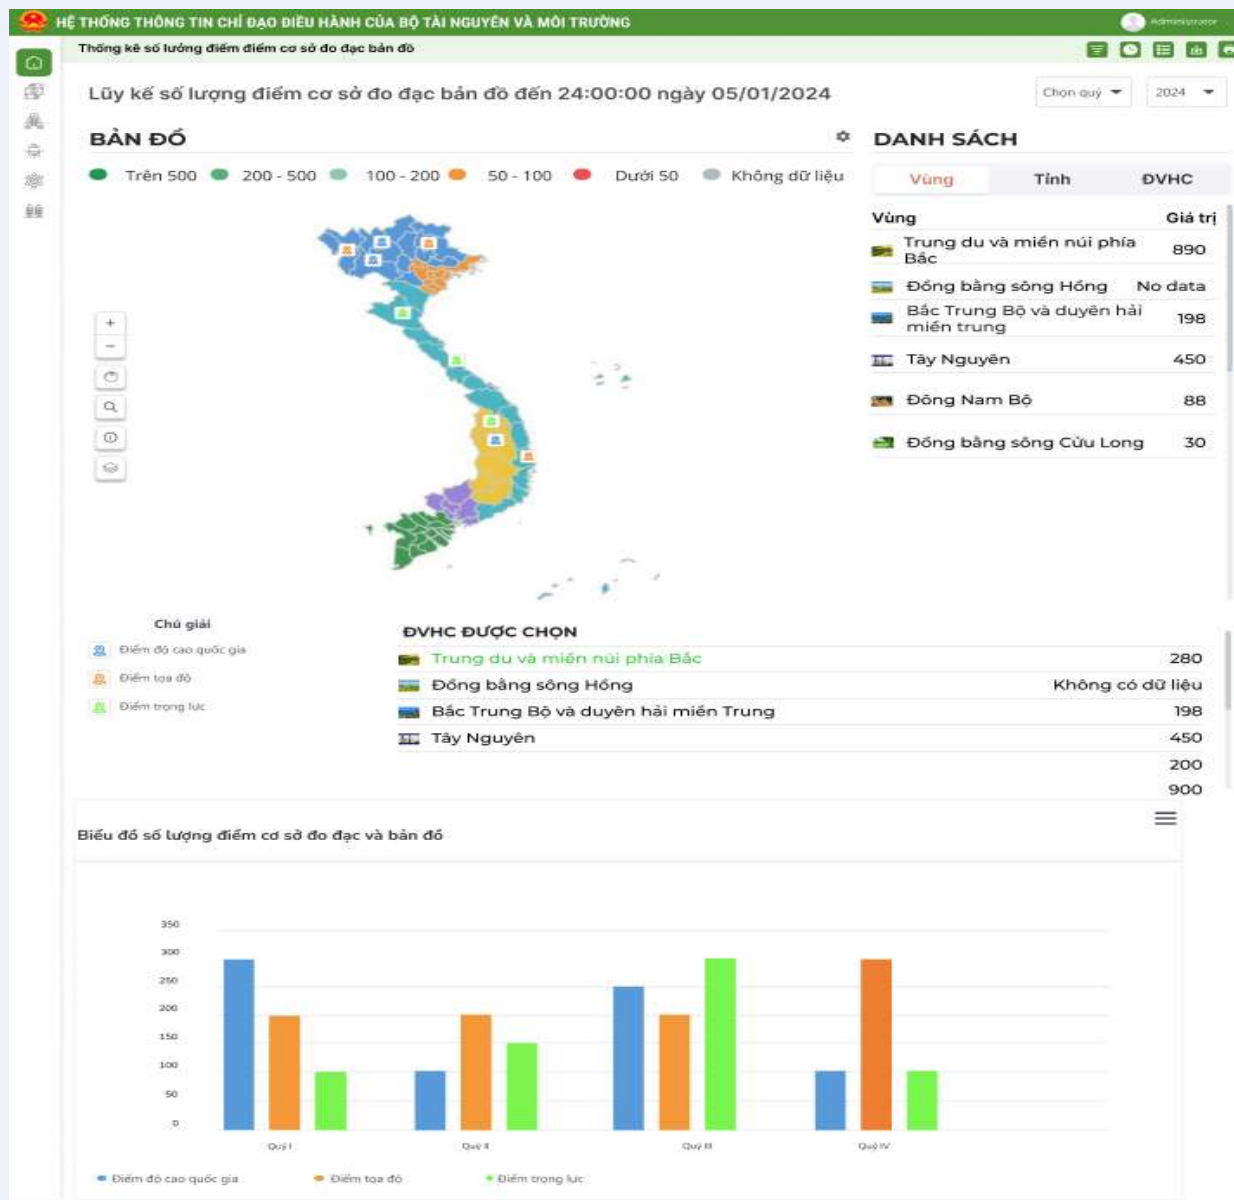 HỆ THỐNG THÔNG TIN CHỈ ĐẠO ĐIỀU HÀNH CỦA BỘ TÀI NGUYÊN VÀ MÔI TRƯỜNG
Administrator
Thống kê số lướng điểm điểm cơ sở đo đạc bản đồ
Lũy kế số lượng điểm cơ sở đo đạc bản đồ đến 24:00:00 ngày 05/01/2024
Chọn quý
2024
BẢN ĐỒ
Trên 500
200 - 500
100 - 200
50 - 100
Dưới 50
Không dữ liệu
DANH SÁCH
Vùng
Tỉnh
ĐVHC
Vùng
Giá trị
Trung du và miền núi phía
Bắc
890
Đồng bằng sông Hồng
No data
Bắc Trung Bộ và duyên hải
miền trung
198
Tây Nguyên
450
Đông Nam Bộ
88
Đồng bằng sông Cửu Long
30
Chú giải
Điểm độ cao quốc gia
Điểm tọa độ
Điểm trọng lực
ĐVHC ĐƯỢC CHỌN
Trung du và miền núi phía Bắc
280
Đồng bằng sông Hồng
Không có dữ liệu
Bắc Trung Bộ và duyên hải miền Trung
198
Tây Nguyên
450
200
900
Biểu đồ số lượng điểm cơ sở đo đạc và bản đồ
350
300
250
200
150
100
50
0
Quý I
Quý II
Quý III
Quý IV
Điểm độ cao quốc gia
Điểm tọa độ
Điểm trọng lực